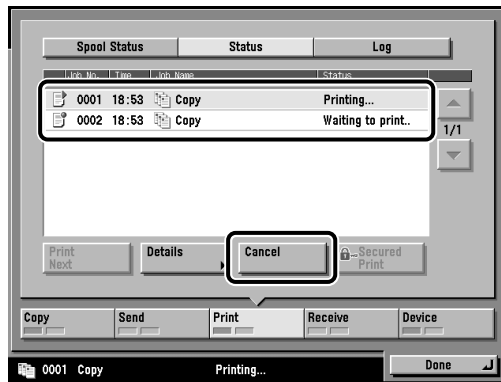 Spool Status Status Log
Job No. Time Job Name Status
0001 18:53 Copy Printing...
0002 18:53 Copy Waiting to print..
1/1
Print Next Details Cancel Secured Print
Copy Send Print Receive Device
0001 Copy Printing... Done